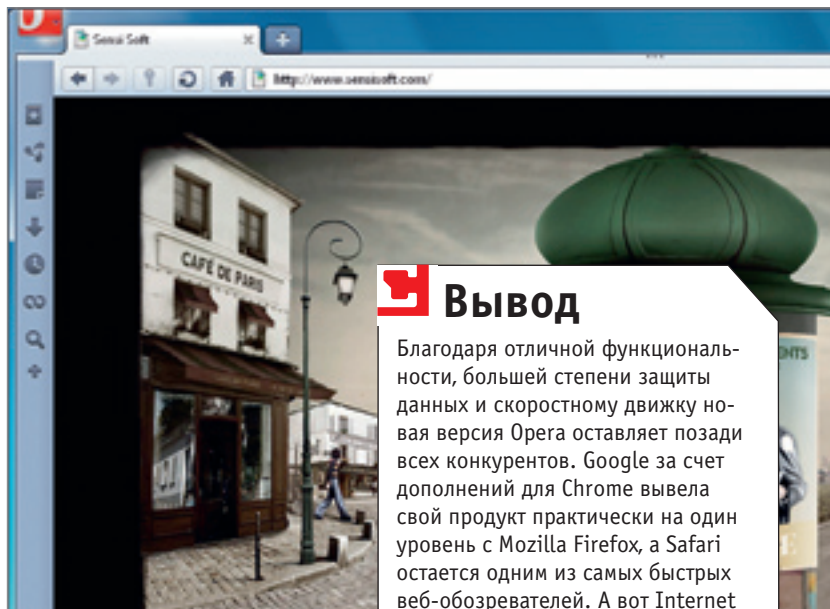 Sensi Soft
http://www.sensisoft.com/
CAFÉ DE PARIS
Вывод
Благодаря отличной функциональ-
ности, большей степени защиты
данных и скоростному движку но-
вая версия Opera оставляет позади
всех конкурентов. Google за счет
дополнений для Chrome вывела
свой продукт практически на один
уровень с Mozilla Firefox, а Safari
остается одним из самых быстрых
веб-обозревателей. А вот Internet